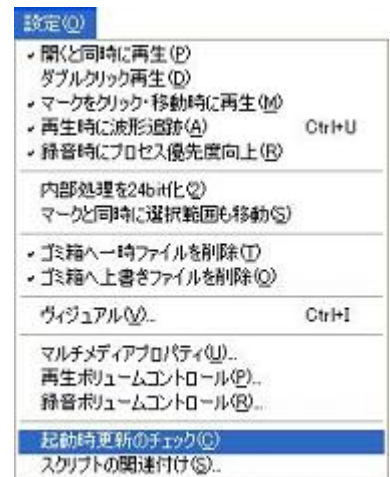 設定(O)
開くと同時に再生(P)
ダブルクリック再生(D)
マークをクリック・移動時に再生(M)
再生時に波形追跡(A) Ctrl+U
録音時にプロセス優先度向上(R)
内部処理を24bit化(2)
マークと同時に選択範囲も移動(S)
ゴミ箱へ一時ファイルを削除(T)
ゴミ箱へ上書きファイルを削除(O)
ヴィジュアル(V)... Ctrl+I
マルチメディアプロパティ(U)...
再生ボリュームコントロール(P)...
録音ボリュームコントロール(R)...
起動時更新のチェック(C)
スクリプトの関連付け(S)...